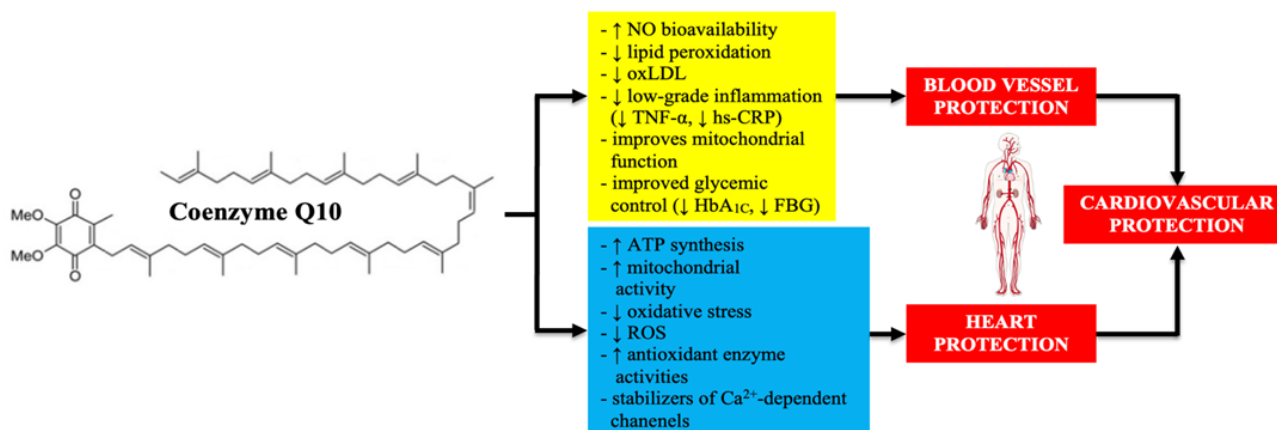 O
MeO
MeO
O
Coenzyme Q10
- ↑ NO bioavailability
- ↓ lipid peroxidation
- ↓ oxLDL
- ↓ low-grade inflammation
(↓ TNF-α, ↓ hs-CRP)
- improves mitochondrial
function
- improved glycemic
control (↓ HbA1C, ↓ FBG)
- ↑ ATP synthesis
- ↑ mitochondrial
activity
- ↓ oxidative stress
- ↓ ROS
- ↑ antioxidant enzyme
activities
- stabilizers of Ca²⁺-dependent
chanenels
BLOOD VESSEL
PROTECTION
HEART
PROTECTION
CARDIOVASCULAR
PROTECTION